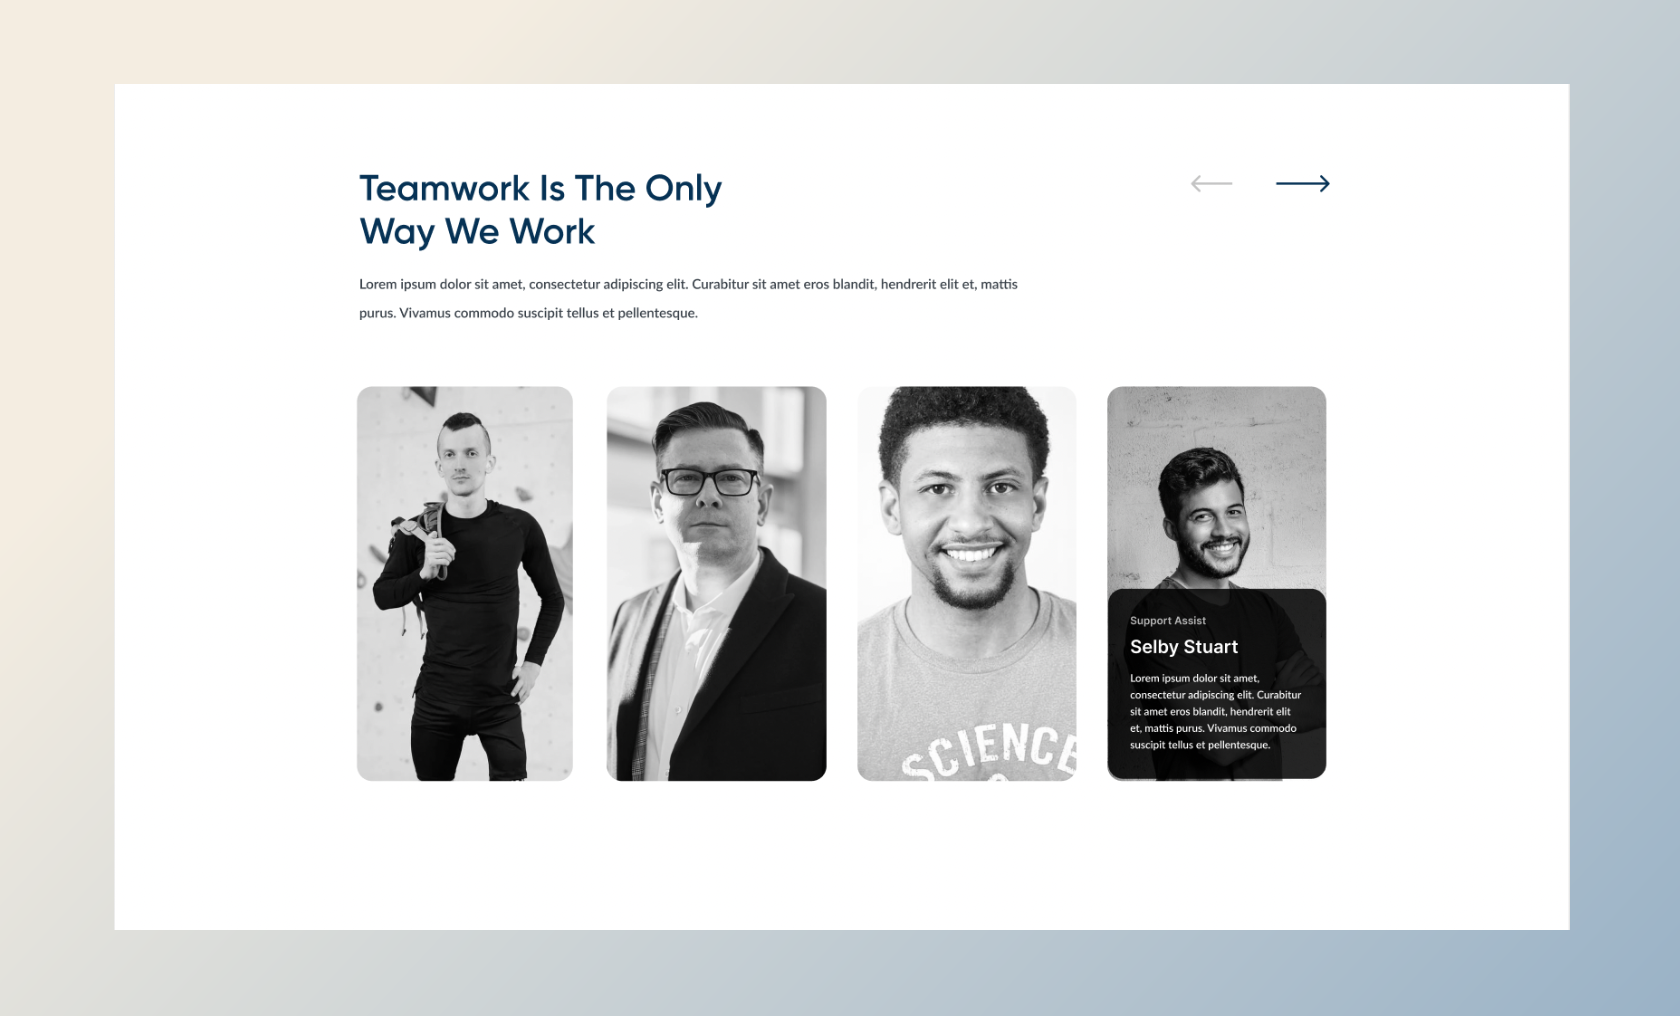 Teamwork Is The Only
Way We Work
Lorem ipsum dolor sit amet, consectetur adipiscing elit. Curabitur sit amet eros blandit, hendrerit elit et, mattis
purus. Vivamus commodo suscipit tellus et pellentesque.
SCIENCE
Support Assist
Selby Stuart
Lorem ipsum dolor sit amet,
consectetur adipiscing elit. Curabitur
sit amet eros blandit, hendrerit elit
et, mattis purus. Vivamus commodo
suscipit tellus et pellentesque.